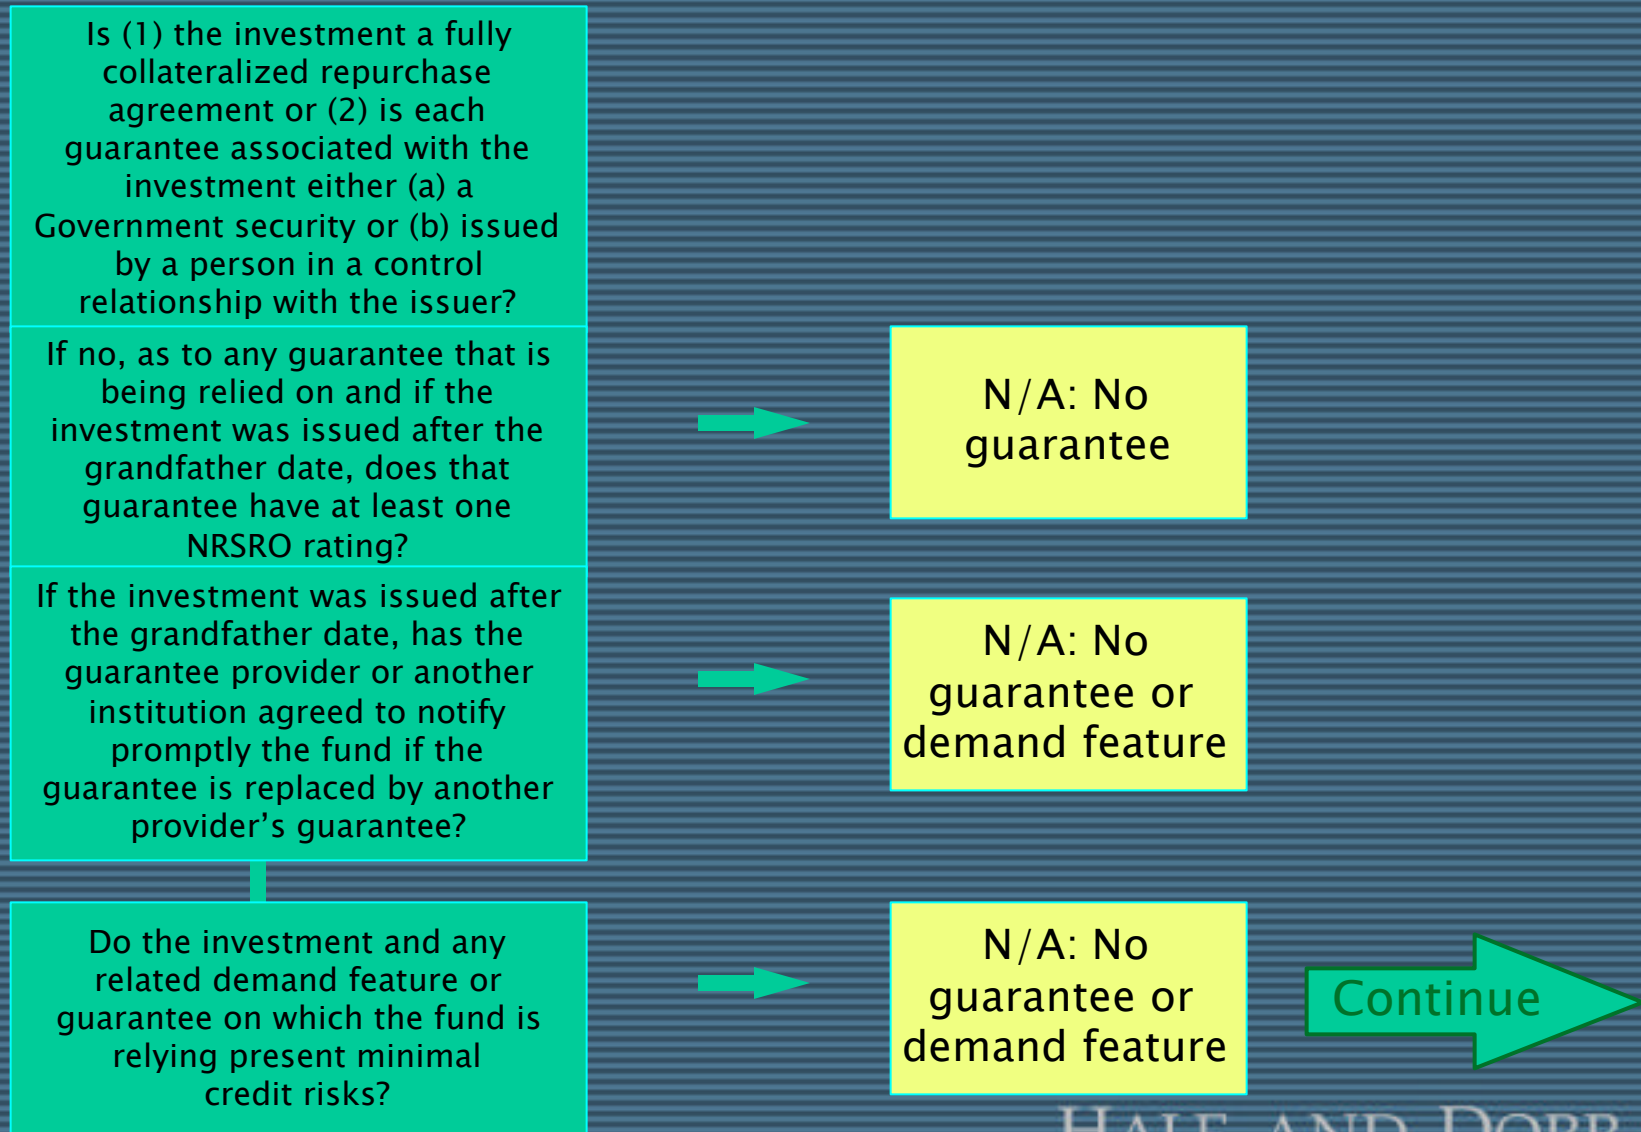 Is (1) the investment a fully
collateralized repurchase
agreement or (2) is each
guarantee associated with the
investment either (a) a
Government security or (b) issued
by a person in a control
relationship with the issuer?
If no, as to any guarantee that is
being relied on and if the
investment was issued after the
grandfather date, does that
guarantee have at least one
NRSRO rating?
N/A: No
guarantee
If the investment was issued after
the grandfather date, has the
guarantee provider or another
institution agreed to notify
promptly the fund if the
guarantee is replaced by another
provider’s guarantee?
N/A: No
guarantee or
demand feature
Do the investment and any
related demand feature or
guarantee on which the fund is
relying present minimal
credit risks?
N/A: No
guarantee or
demand feature
Continue
HALE AND DORR